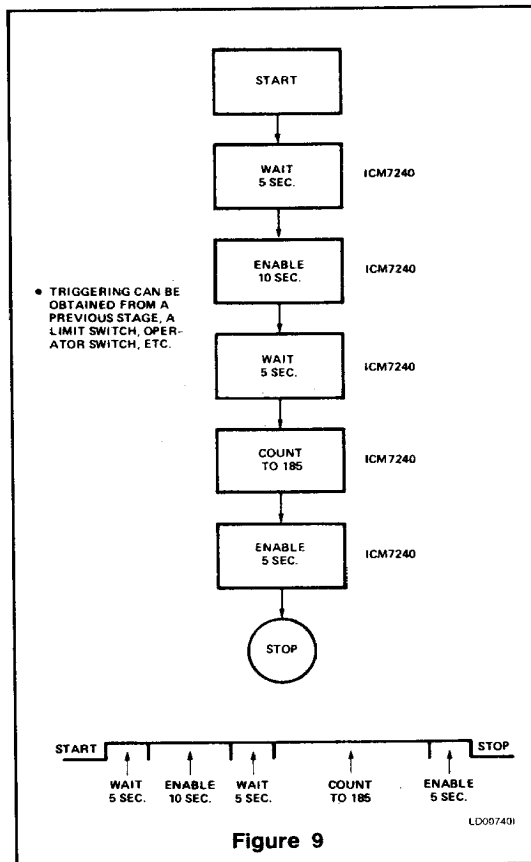 START
WAIT
5 SEC.
ICM7240
ENABLE
10 SEC.
ICM7240
• TRIGGERING CAN BE
OBTAINED FROM A
PREVIOUS STAGE, A
LIMIT SWITCH, OPER-
ATOR SWITCH, ETC.
WAIT
5 SEC.
ICM7240
COUNT
TO 185
ICM7240
ENABLE
5 SEC.
ICM7240
STOP
START
STOP
WAIT
5 SEC.
ENABLE
10 SEC.
WAIT
5 SEC.
COUNT
TO 185
ENABLE
5 SEC.
LD00740I
Figure 9